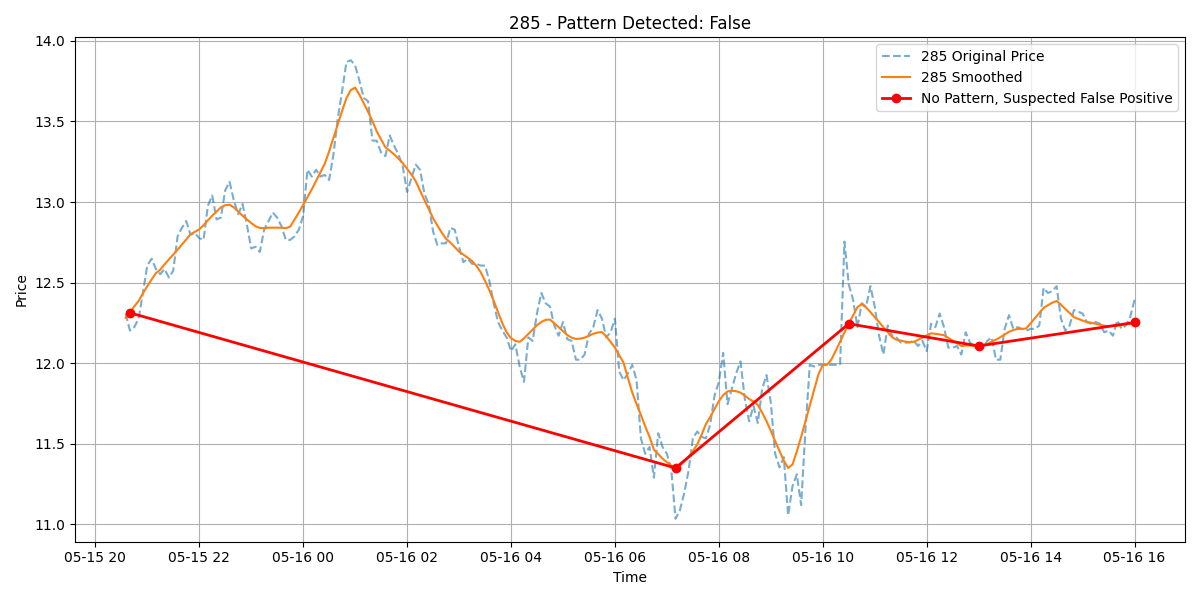 285 - Pattern Detected: False
285 Original Price
285 Smoothed
No Pattern, Suspected False Positive
Price
14.0
13.5
13.0
12.5
12.0
11.5
11.0
05-15 20 05-15 22 05-16 00 05-16 02 05-16 04 05-16 06 05-16 08 05-16 10 05-16 12 05-16 14 05-16 16
Time